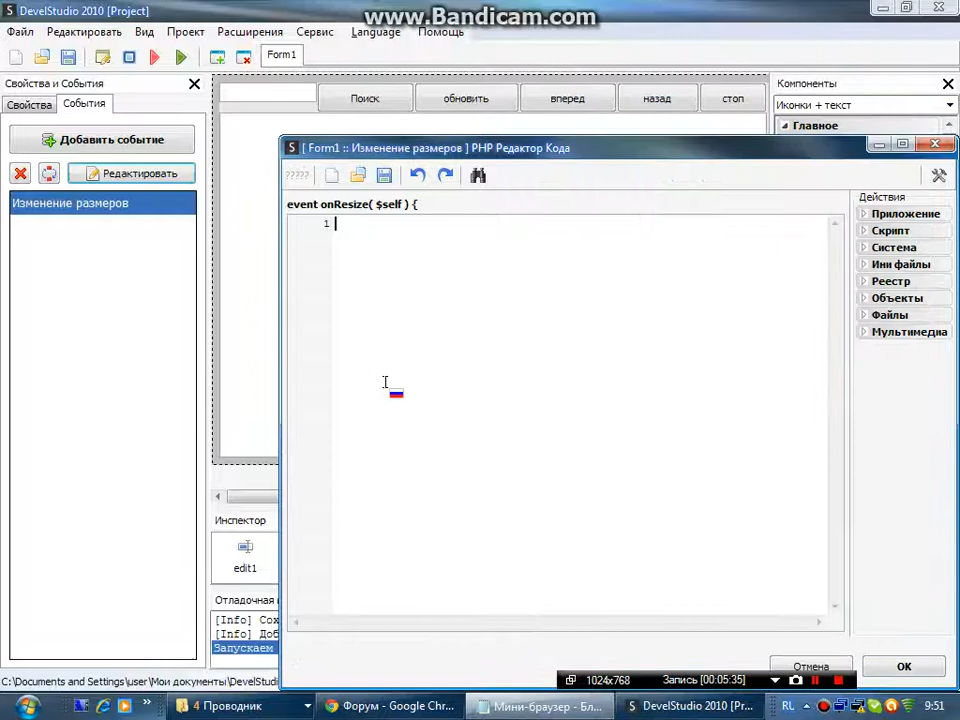 DevelStudio 2010 [Project]
www.Bandicam.com
Файл Редактировать Вид Проект Расширения Сервис Language Помощь
Form1
Свойства и События
Свойства События
Добавить событие
Редактировать
Изменение размеров
Поиск обновить вперед назад стоп
Компоненты
Иконки + текст
Главное
[ Form1 :: Изменение размеров ] PHP Редактор Кода
?????
event onResize( $self ) {
1
Действия
Приложение
Скрипт
Система
Ини файлы
Реестр
Объекты
Файлы
Мультимедиа
Инспектор
edit1
Отладочная
[Info] Сох
[Info] Доб
Запускаем
Отмена OK
C:\Documents and Settings\user\Мои документы\DevelStudi
1024x768 Запись [00:05:35]
4 Проводник
Форум - Google Chr...
Мини-браузер - Бл...
DevelStudio 2010 [Pr...
RL
9:51